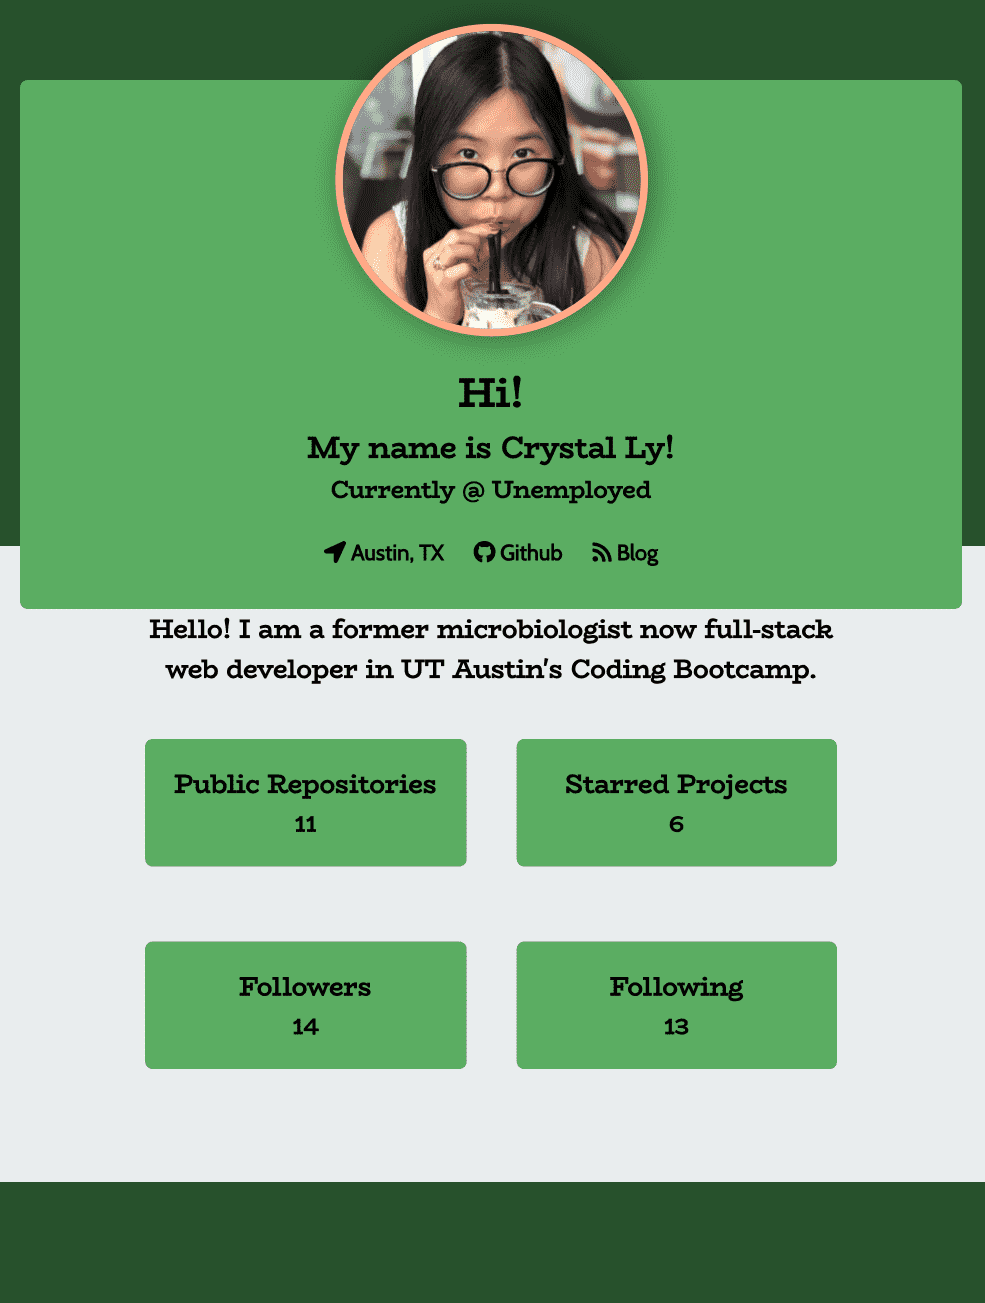 Hi!
My name is Crystal Ly!
Currently @ Unemployed
Austin, TX Github Blog
Hello! I am a former microbiologist now full-stack
web developer in UT Austin's Coding Bootcamp.
Public Repositories
11
Starred Projects
6
Followers
14
Following
13